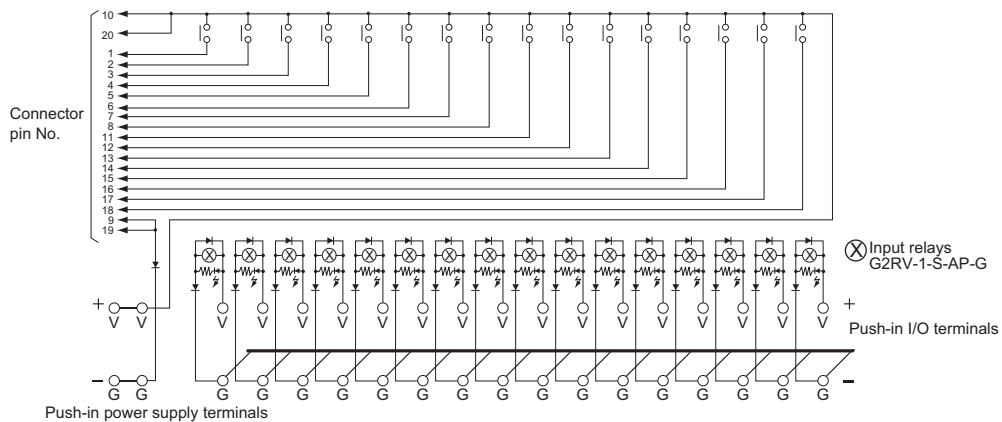 10
20
1
2
3
4
5
6
7
8
11
12
13
14
15
16
17
18
9
19
Connector
pin No.
Input relays
G2RV-1-S-AP-G
+ V V V V V V V V V V V V V V V V V V +
Push-in I/O terminals
− G G G G G G G G G G G G G G G G G G −
Push-in power supply terminals